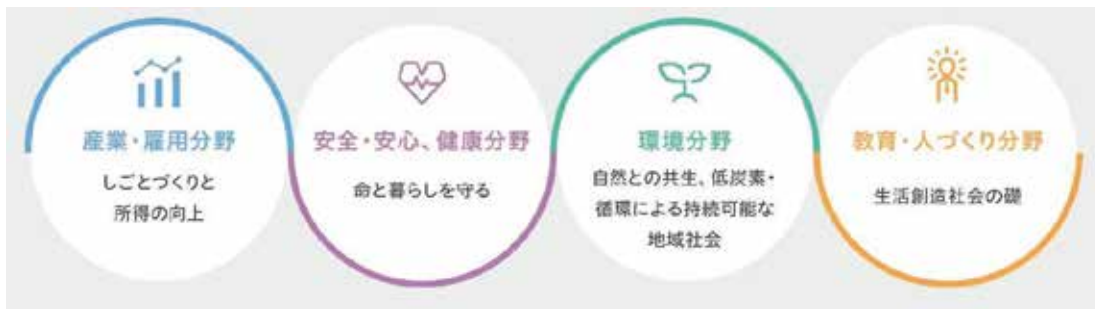 産業・雇用分野
しごとづくりと
所得の向上
安全・安心、健康分野
命と暮らしを守る
環境分野
自然との共生、低炭素・
循環による持続可能な
地域社会
教育・人づくり分野
生活創造社会の礎